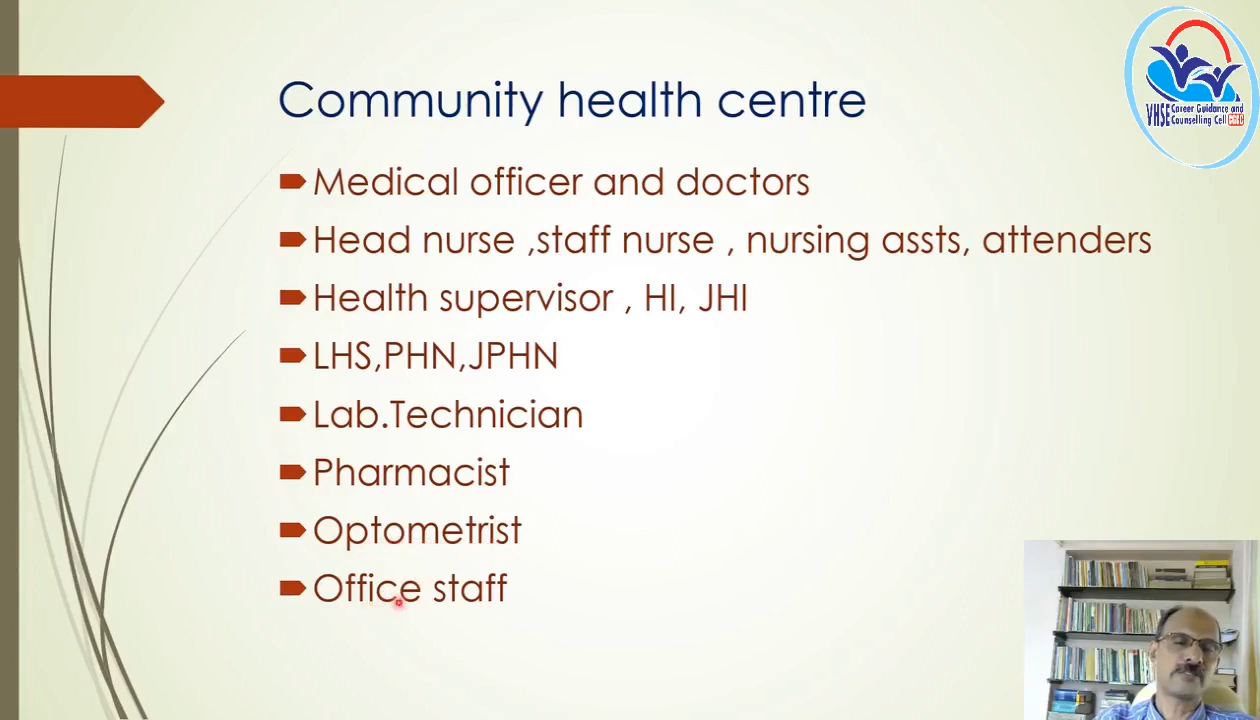 Community health centre
Medical officer and doctors
Head nurse ,staff nurse , nursing assts, attenders
Health supervisor , HI, JHI
LHS,PHN,JPHN
Lab.Technician
Pharmacist
Optometrist
Office staff
VHSE Career Guidance and
Counselling Cell CGCC